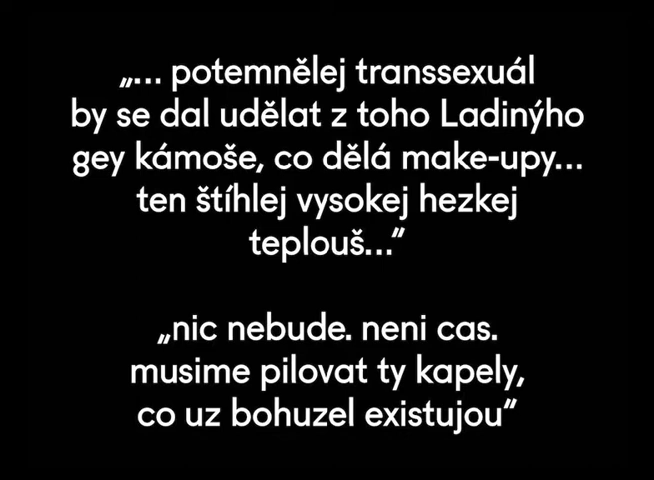 „... potemnělej transsexuál
by se dal udělat z toho Ladinýho
gey kámoše, co dělá make-upy...
ten štíhlej vysokej hezkej
teplouš...“
„nic nebude. neni cas.
musime pilovat ty kapely,
co uz bohuzel existujou“